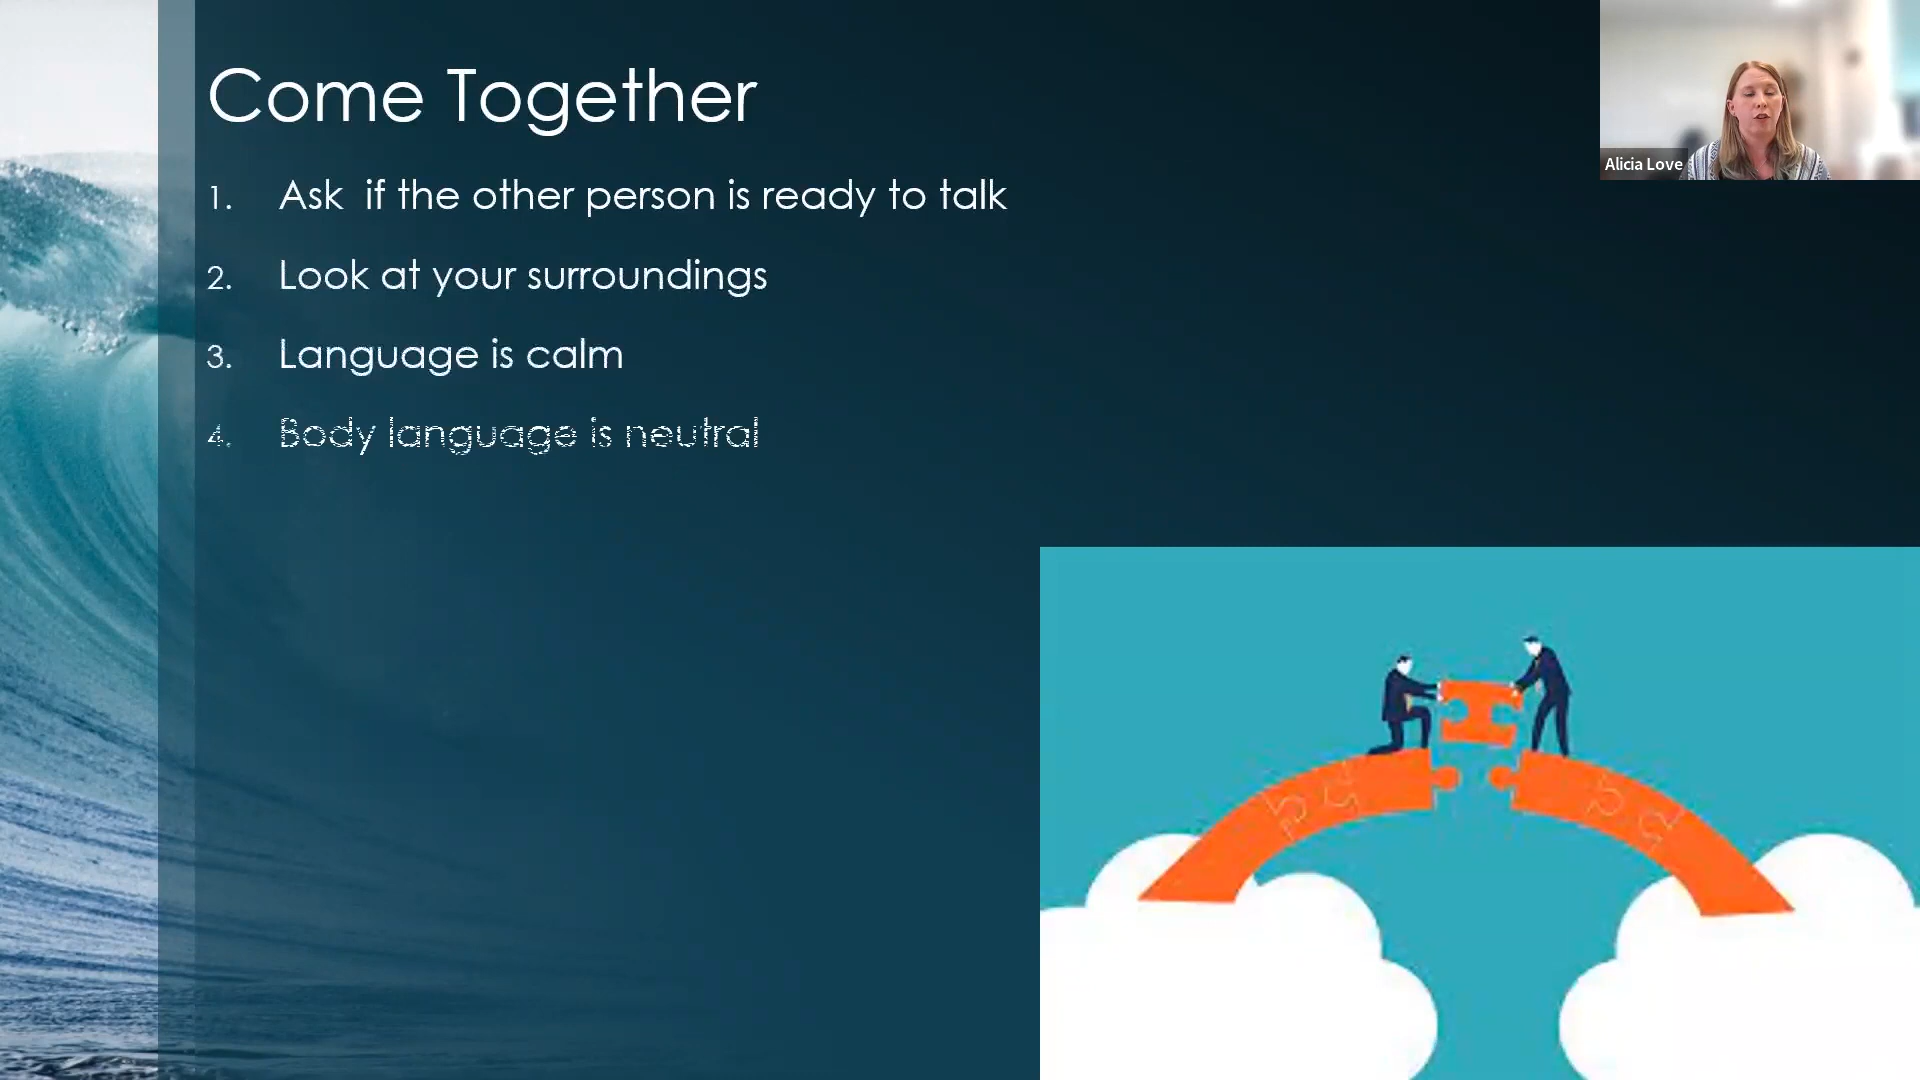 Come Together
1. Ask if the other person is ready to talk
2. Look at your surroundings
3. Language is calm
4. Body language is neutral
Alicia Love